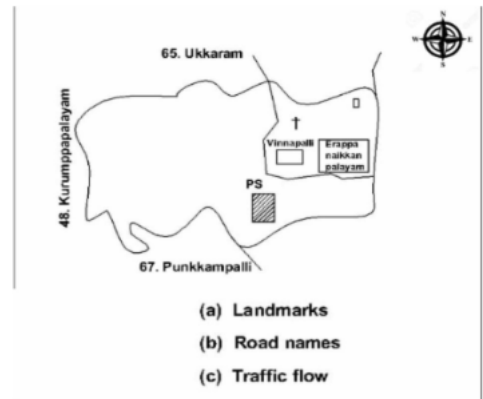 N
W E
S
65. Ukkaram
48. Kurumppapalayam
Vinnapalli
Erappa
naikkan
palayam
PS
67. Punkkampalli
(a) Landmarks
(b) Road names
(c) Traffic flow